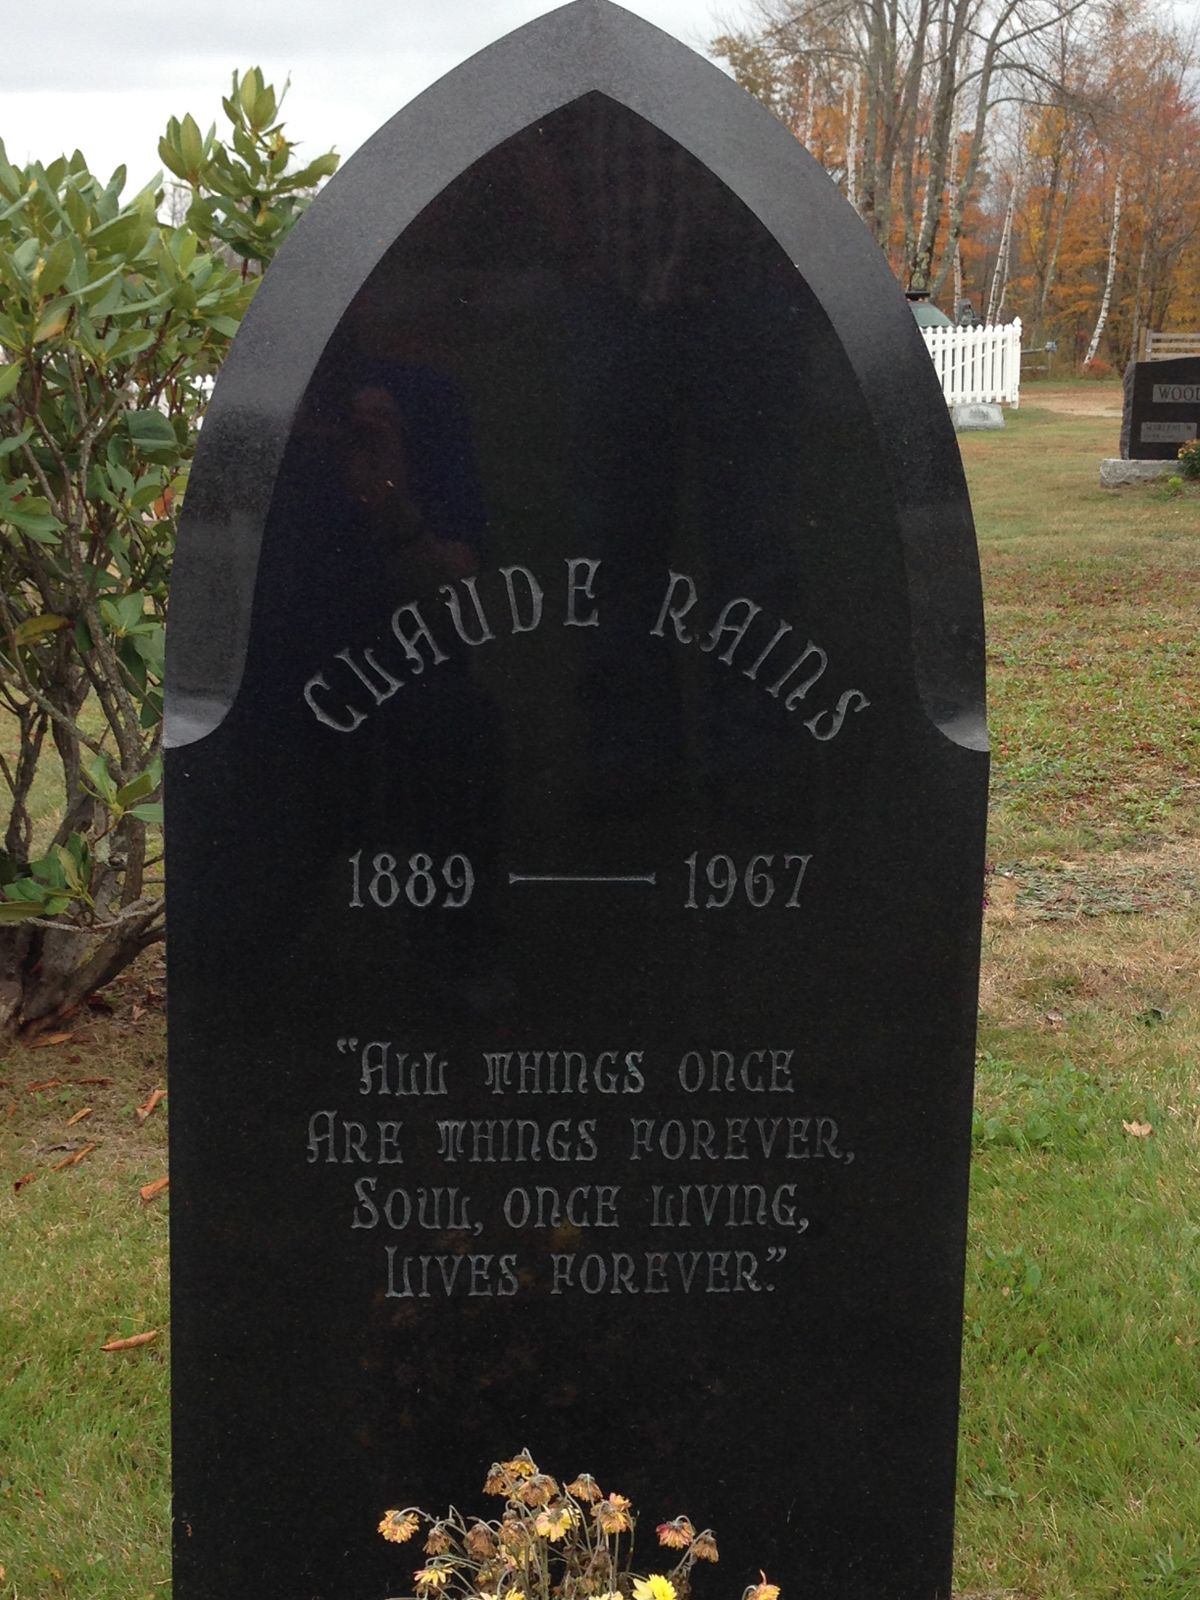 CLAUDE RAINS
1889 — 1967
"ALL THINGS ONCE
ARE THINGS FOREVER,
SOUL, ONCE LIVING,
LIVES FOREVER."